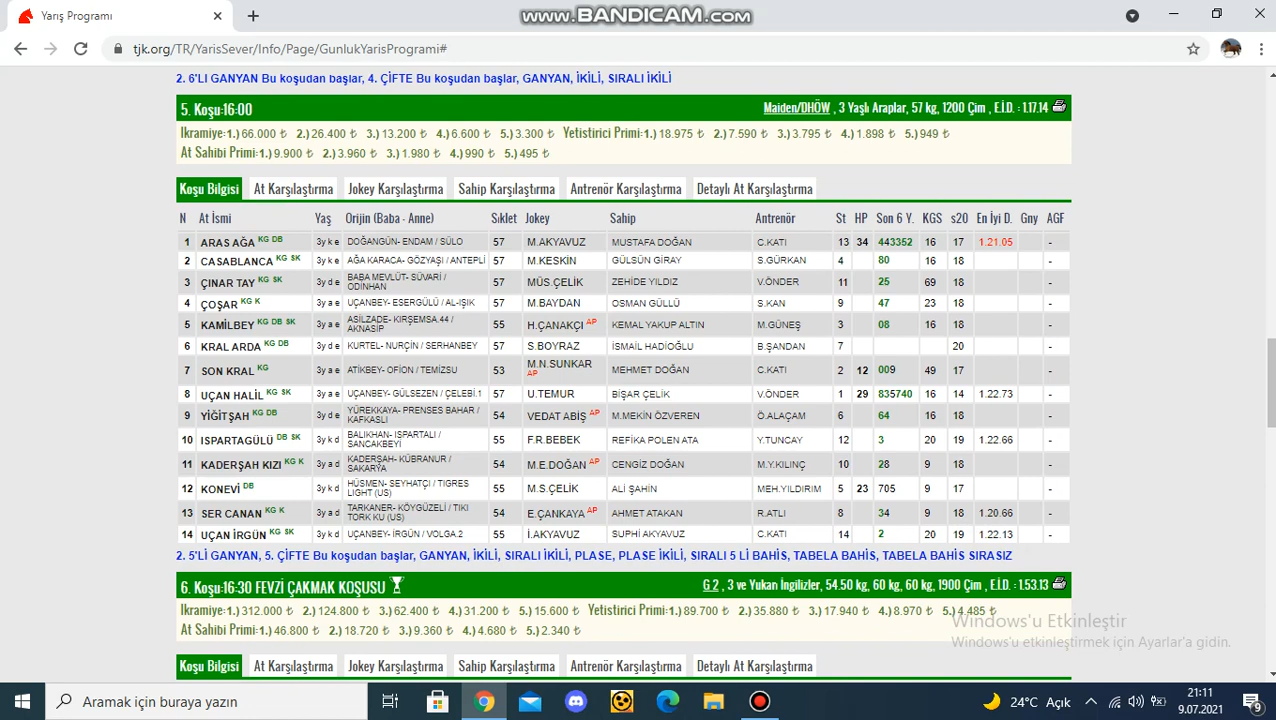 www.BANDICAM.com
Yarış Programı
tjk.org/TR/YarisSever/Info/Page/GunlukYarisProgrami#
2. 6'LI GANYAN Bu koşudan başlar, 4. ÇİFTE Bu koşudan başlar, GANYAN, İKİLİ, SIRALI İKİLİ
5. Koşu:16:00 Maiden/DHÖW , 3 Yaşlı Araplar, 57 kg, 1200 Çim , E.İ.D. : 1.17.14
Ikramiye:1.) 66.000 ₺ 2.) 26.400 ₺ 3.) 13.200 ₺ 4.) 6.600 ₺ 5.) 3.300 ₺ Yetistirici Primi:1.) 18.975 ₺ 2.) 7.590 ₺ 3.) 3.795 ₺ 4.) 1.898 ₺ 5.) 949 ₺
At Sahibi Primi:1.) 9.900 ₺ 2.) 3.960 ₺ 3.) 1.980 ₺ 4.) 990 ₺ 5.) 495 ₺
Koşu Bilgisi At Karşılaştırma Jokey Karşılaştırma Sahip Karşılaştırma Antrenör Karşılaştırma Detaylı At Karşılaştırma
N At İsmi Yaş Orijin (Baba - Anne) Sıklet Jokey Sahip Antrenör St HP Son 6 Y. KGS s20 En İyi D. Gny AGF
1 ARAS AĞA KG DB 3y k e DOĞANGÜN- ENDAM / SÜLO 57 M.AKYAVUZ MUSTAFA DOĞAN C.KATI 13 34 443352 16 17 1.21.05 -
2 CASABLANCA KG SK 3y k e AĞA KARACA- GÖZYAŞI / ANTEPLİ 57 M.KESKİN GÜLSÜN GİRAY S.GÜRKAN 4 80 16 18 -
3 ÇINAR TAY KG SK 3y d e BABA MEVLÜT- SÜVARİ / ODİNHAN 57 MÜS.ÇELİK ZEHİDE YILDIZ V.ÖNDER 11 25 69 18 -
4 ÇOŞAR KG K 3y a e UÇANBEY- ESERGÜLÜ / AL-IŞIK 57 M.BAYDAN OSMAN GÜLLÜ S.KAN 9 47 23 18 -
5 KAMİLBEY KG DB SK 3y a e ASİLZADE- KIRŞEMSA.44 / AKNASİP 55 H.ÇANAKÇI AP KEMAL YAKUP ALTIN M.GÜNEŞ 3 08 16 18 -
6 KRAL ARDA KG DB 3y d e KURTEL- NURÇİN / SERHANBEY 57 S.BOYRAZ İSMAİL HADİOĞLU B.ŞANDAN 7 20 -
7 SON KRAL KG 3y a e ATİKBEY- OFİON / TEMİZSU 53 M.N.SUNKAR AP MEHMET DOĞAN C.KATI 2 12 009 49 17 -
8 UÇAN HALİL KG SK 3y a e UÇANBEY- GÜLSEZEN / ÇELEBİ.1 57 U.TEMUR BİŞAR ÇELİK V.ÖNDER 1 29 835740 16 14 1.22.73 -
9 YİĞİTŞAH KG DB 3y d e YÜREKKAYA- PRENSES BAHAR / KAFKASLI 54 VEDAT ABİŞ AP M.MEKİN ÖZVEREN Ö.ALAÇAM 6 64 16 18 -
10 ISPARTAGÜLÜ DB SK 3y k d BALIKHAN- ISPARTALI / SANCAKBEYİ 55 F.R.BEBEK REFİKA POLEN ATA Y.TUNCAY 12 3 20 19 1.22.66 -
11 KADERŞAH KIZI KG K 3y a d KADERŞAH- KÜBRANUR / SAKARYA 54 M.E.DOĞAN AP CENGİZ DOĞAN M.Y.KILINÇ 10 28 9 18 -
12 KONEVİ DB 3y k d HÜSMEN- SEYHATÇI / TIGRES LIGHT (US) 55 M.S.ÇELİK ALİ ŞAHİN MEH.YILDIRIM 5 23 705 9 17 -
13 SER CANAN KG K 3y a d TARKANER- KÖYGÜZELİ / TIKI TORK KU (US) 54 E.ÇANKAYA AP AHMET ATAKAN R.ATLI 8 34 9 18 1.20.66 -
14 UÇAN İRGÜN KG SK 3y k d UÇANBEY- İRGÜN / VOLGA.2 55 İ.AKYAVUZ SUPHİ AKYAVUZ C.KATI 14 2 20 19 1.22.13 -
2. 5'Lİ GANYAN, 5. ÇİFTE Bu koşudan başlar, GANYAN, İKİLİ, SIRALI İKİLİ, PLASE, PLASE İKİLİ, SIRALI 5 Lİ BAHİS, TABELA BAHİS, TABELA BAHİS SIRASIZ
6. Koşu:16:30 FEVZİ ÇAKMAK KOŞUSU G 2 , 3 ve Yukarı İngilizler, 54.50 kg, 60 kg, 60 kg, 1900 Çim , E.İ.D. : 1.53.13
Ikramiye:1.) 312.000 ₺ 2.) 124.800 ₺ 3.) 62.400 ₺ 4.) 31.200 ₺ 5.) 15.600 ₺ Yetistirici Primi:1.) 89.700 ₺ 2.) 35.880 ₺ 3.) 17.940 ₺ 4.) 8.970 ₺ 5.) 4.485 ₺
At Sahibi Primi:1.) 46.800 ₺ 2.) 18.720 ₺ 3.) 9.360 ₺ 4.) 4.680 ₺ 5.) 2.340 ₺
Windows'u Etkinleştir
Windows'u etkinleştirmek için Ayarlar'a gidin.
Koşu Bilgisi At Karşılaştırma Jokey Karşılaştırma Sahip Karşılaştırma Antrenör Karşılaştırma Detaylı At Karşılaştırma
Aramak için buraya yazın
24°C Açık
21:11
9.07.2021
9